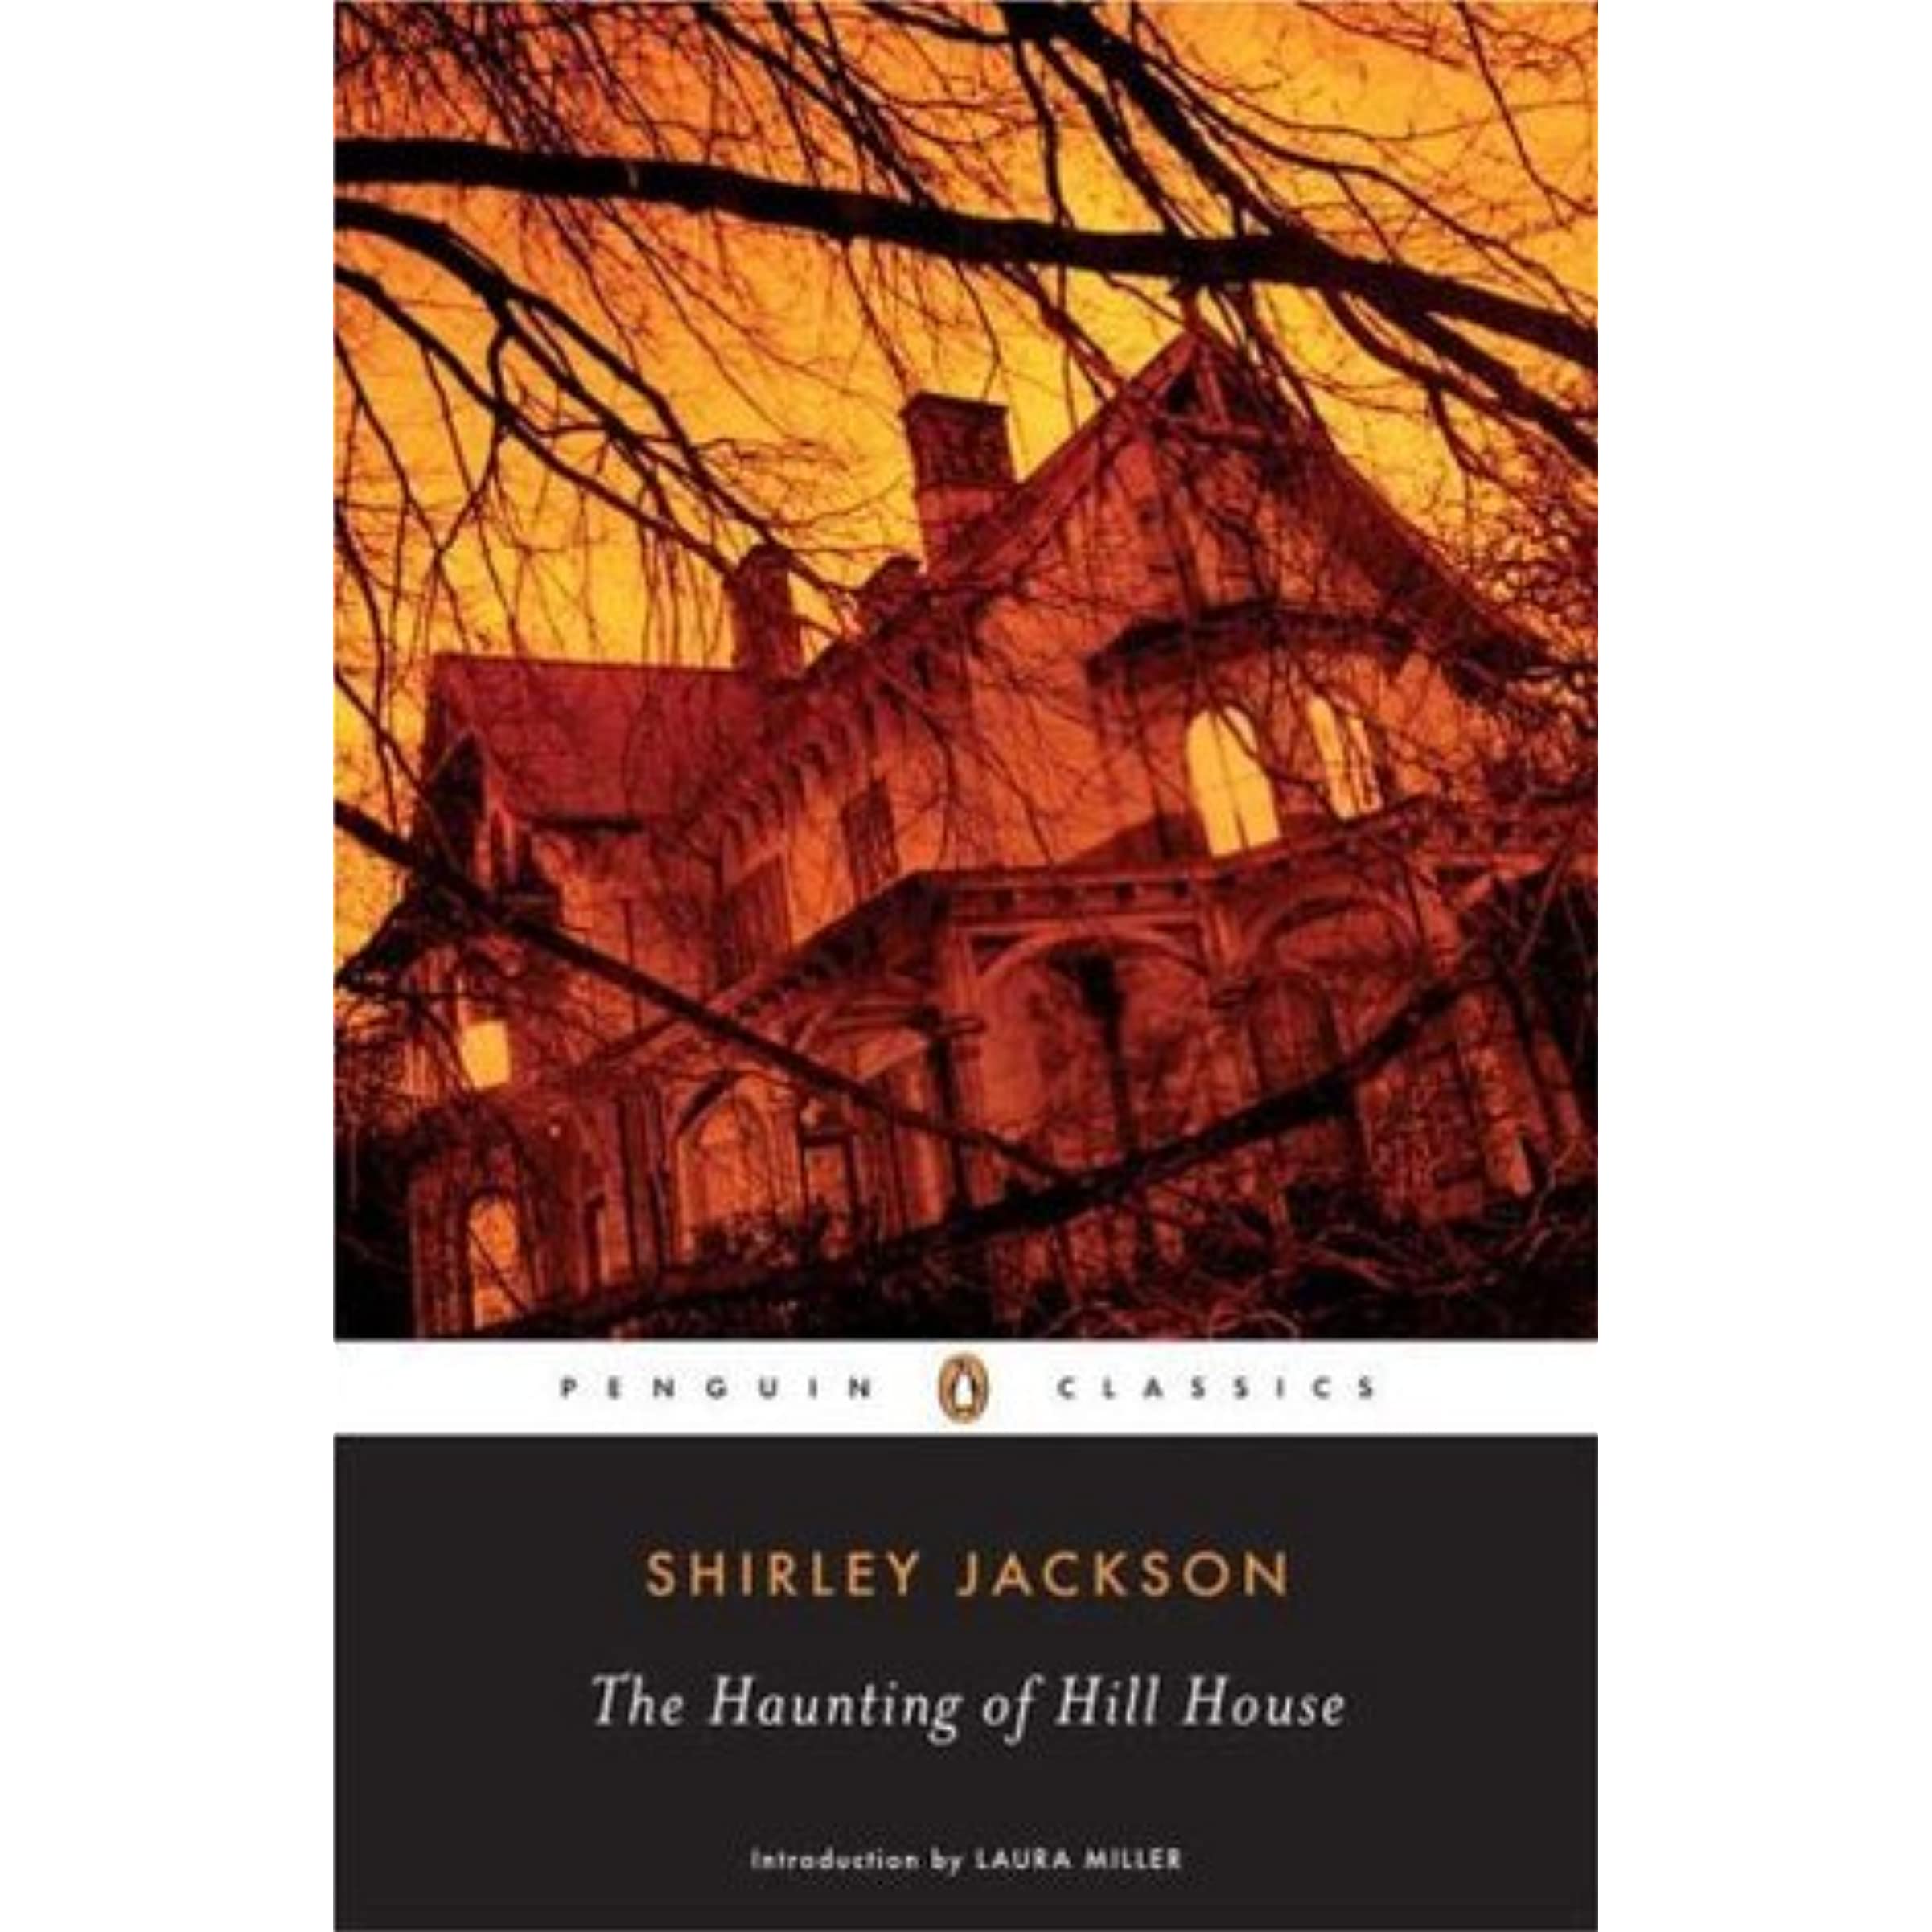 PENGUIN CLASSICS
SHIRLEY JACKSON
The Haunting of Hill House
Introduction by LAURA MILLER